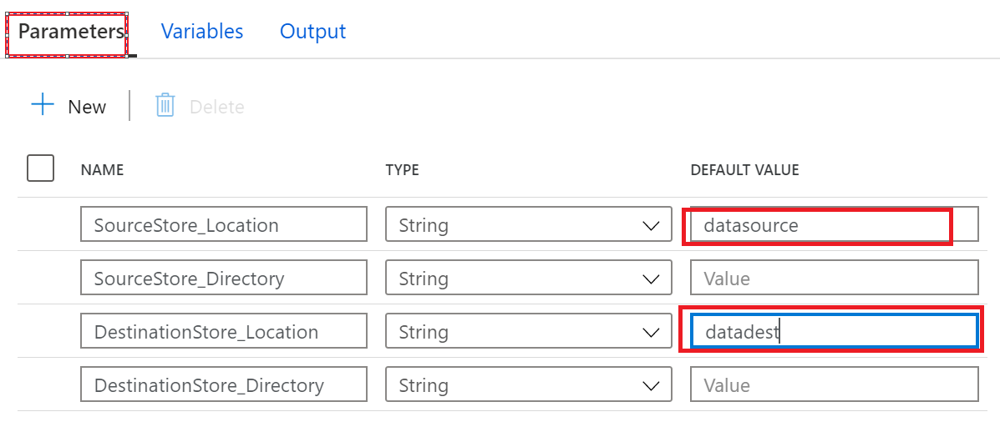 Parameters Variables Output
New Delete
NAME TYPE DEFAULT VALUE
SourceStore_Location String datasource
SourceStore_Directory String Value
DestinationStore_Location String datadest
DestinationStore_Directory String Value